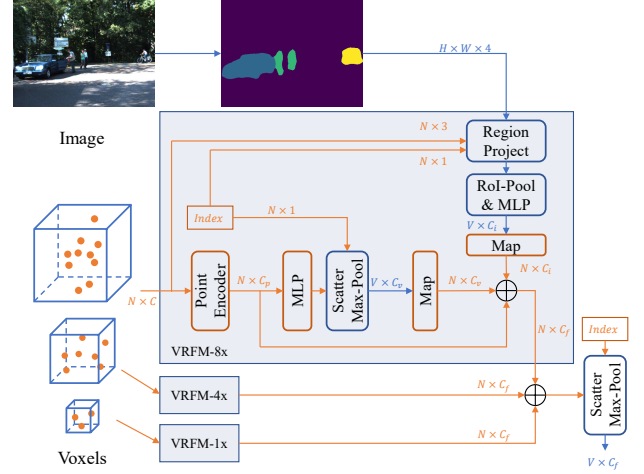 H × W × 4
Image
N × 3
N × 1
Region
Project
RoI-Pool
& MLP
V × C_i
Map
N × C_i
Index
N × 1
N × C
Point
Encoder
N × C_p
MLP
Scatter
Max-Pool
V × C_v
Map
N × C_v
N × C_f
VRFM-8x
Index
Scatter
Max-Pool
VRFM-4x
N × C_f
VRFM-1x
N × C_f
Voxels
V × C_f